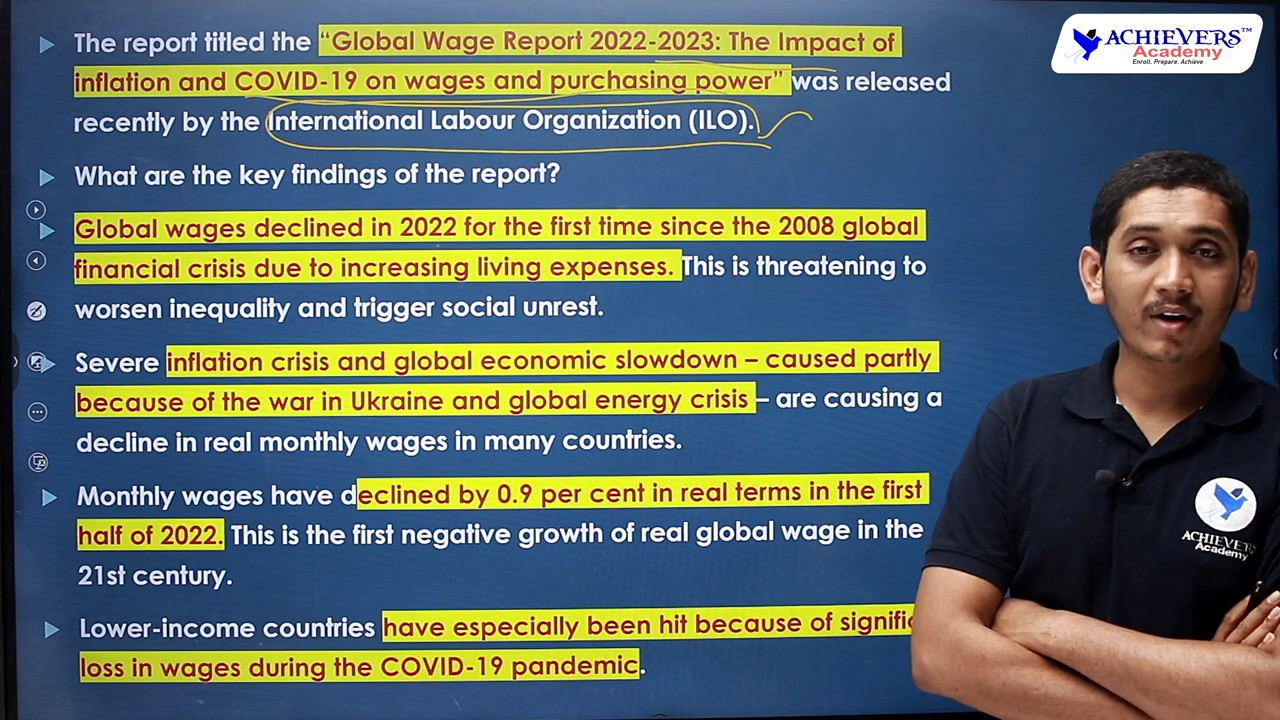 The report titled the "Global Wage Report 2022-2023: The Impact of
inflation and COVID-19 on wages and purchasing power" was released
recently by the International Labour Organization (ILO).
What are the key findings of the report?
Global wages declined in 2022 for the first time since the 2008 global
financial crisis due to increasing living expenses. This is threatening to
worsen inequality and trigger social unrest.
Severe inflation crisis and global economic slowdown – caused partly
because of the war in Ukraine and global energy crisis – are causing a
decline in real monthly wages in many countries.
Monthly wages have declined by 0.9 per cent in real terms in the first
half of 2022. This is the first negative growth of real global wage in the
21st century.
Lower-income countries have especially been hit because of
loss in wages during the COVID-19 pandemic.
ACHIEVERS™
Academy
Enroll. Prepare. Achieve
ACHIEVERS
Academy